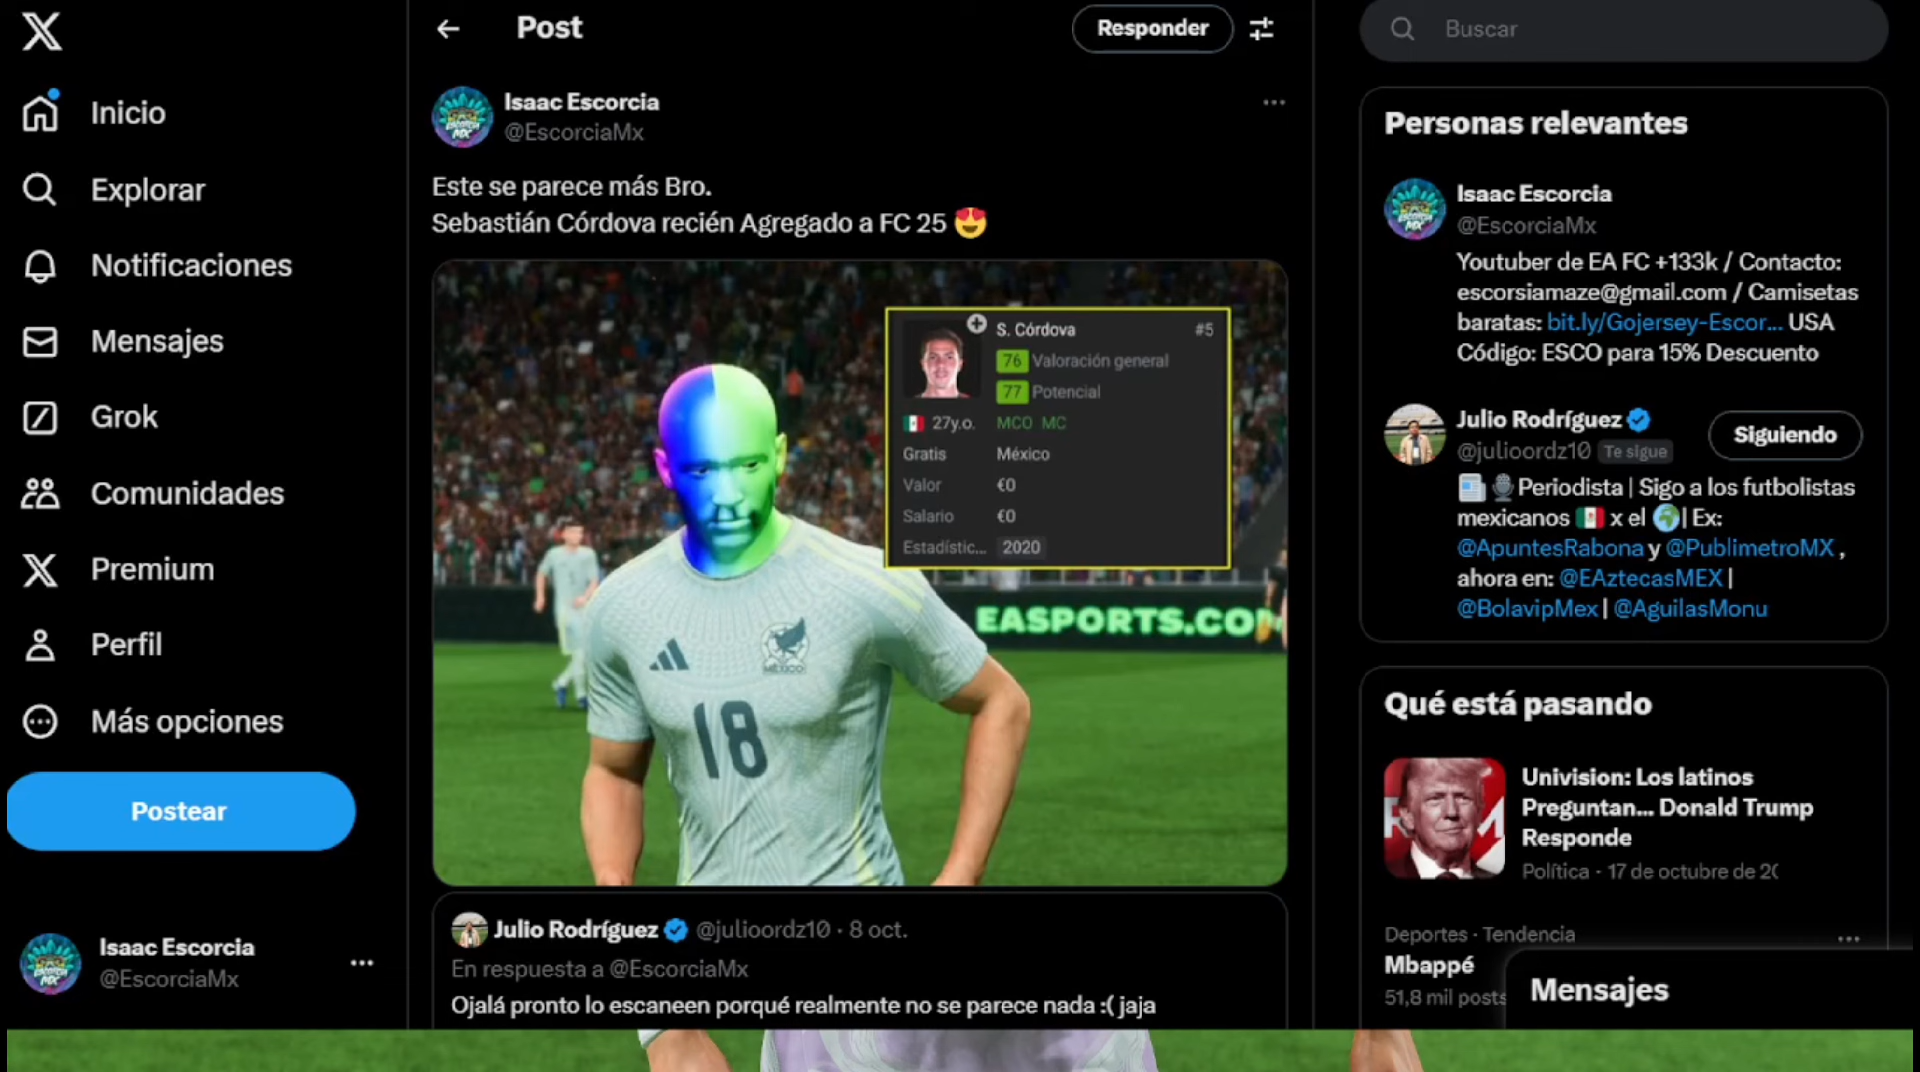 Inicio
Explorar
Notificaciones
Mensajes
Grok
Comunidades
Premium
Perfil
Más opciones
Postear
Isaac Escorcia
@EscorciaMx
Post
Responder
Isaac Escorcia
@EscorciaMx
Este se parece más Bro.
Sebastián Córdova recién Agregado a FC 25 😍
S. Córdova #5
76 Valoración general
77 Potencial
27y.o. MCO MC
Gratis México
Valor €0
Salario €0
Estadístic... 2020
EASPORTS.COM
MÉXICO
18
Julio Rodríguez @julioordz10 · 8 oct.
En respuesta a @EscorciaMx
Ojalá pronto lo escaneen porqué realmente no se parece nada :( jaja
Buscar
Personas relevantes
Isaac Escorcia
@EscorciaMx
Youtuber de EA FC +133k / Contacto:
escorsiamaze@gmail.com / Camisetas
baratas: bit.ly/Gojersey-Escor... USA
Código: ESCO para 15% Descuento
Julio Rodríguez
@julioordz10 Te sigue
Siguiendo
📰🎙️Periodista | Sigo a los futbolistas
mexicanos 🇲🇽 x el 🌎| Ex:
@ApuntesRabona y @PublimetroMX ,
ahora en: @EAztecasMEX |
@BolavipMex | @AguilasMonu
Qué está pasando
Univision: Los latinos
Preguntan... Donald Trump
Responde
Política · 17 de octubre de 20
Deportes · Tendencia
Mbappé
51,8 mil posts
Mensajes